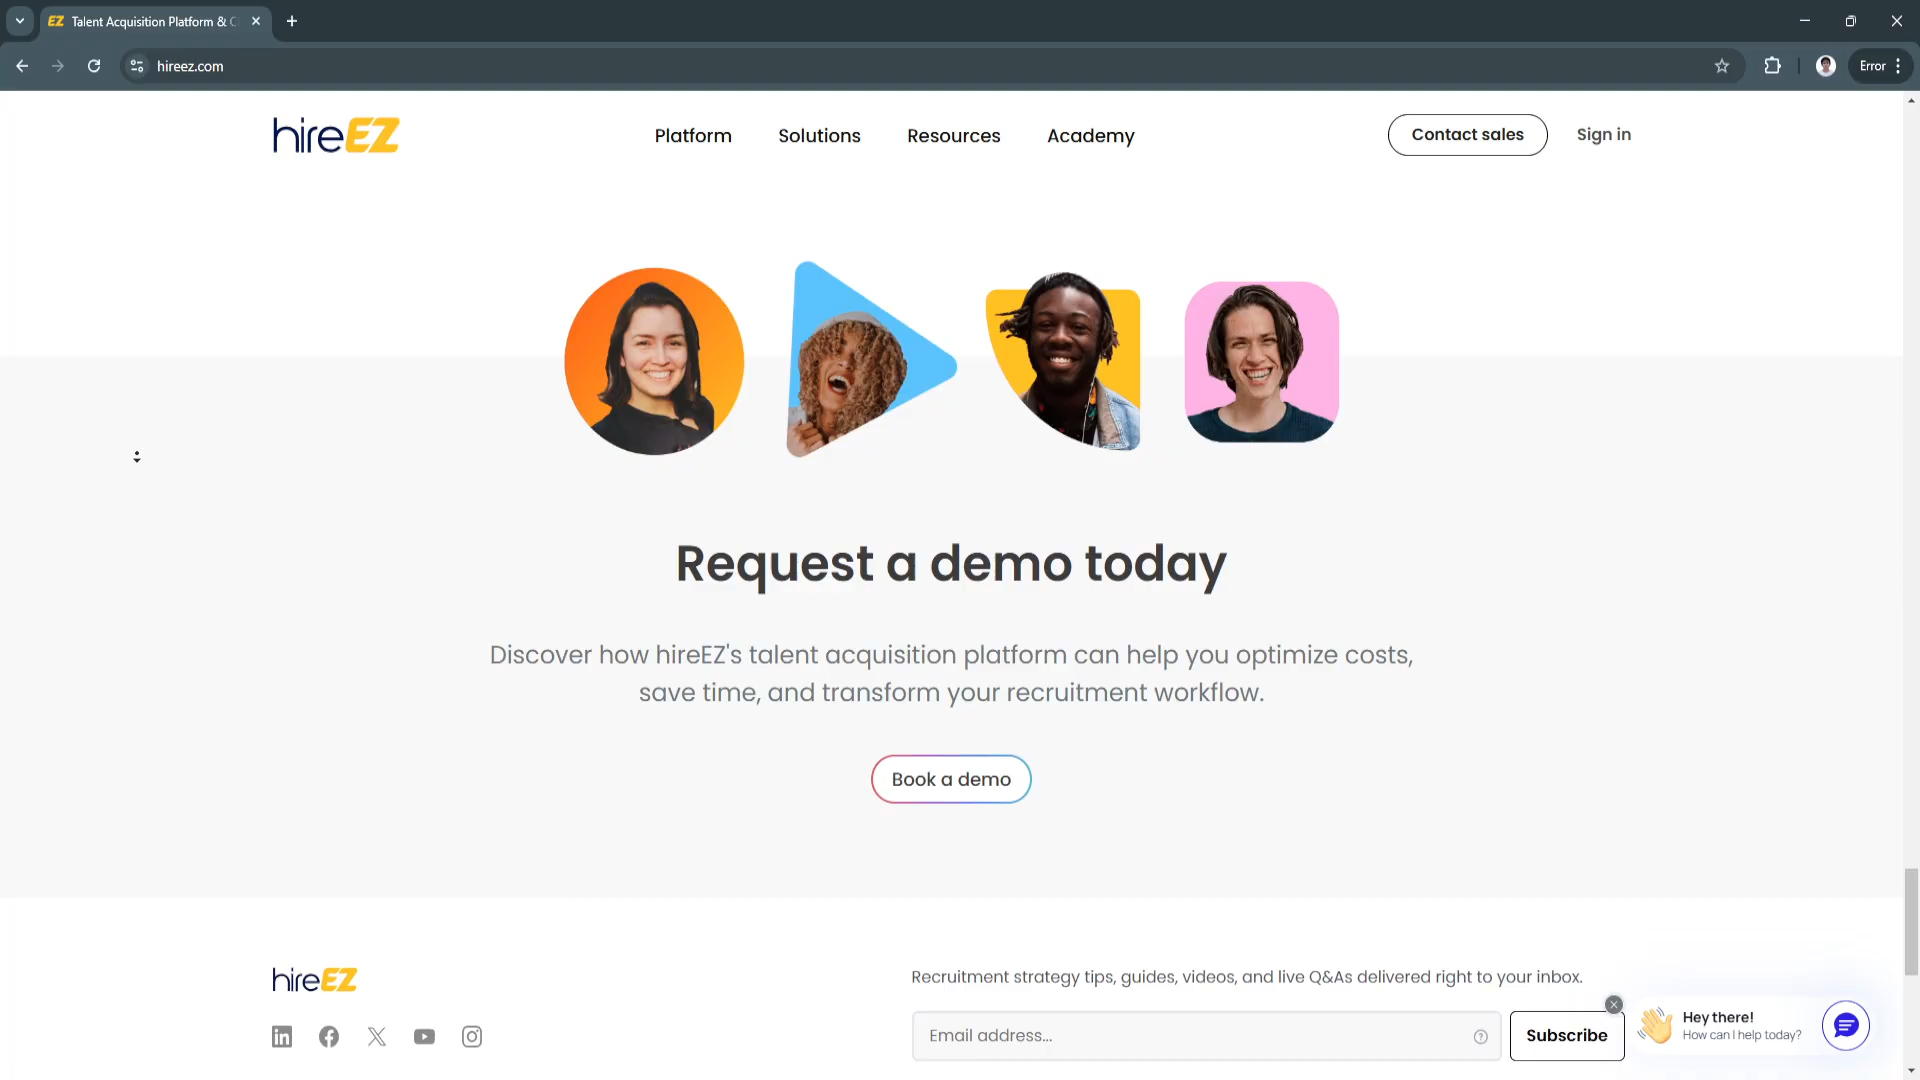 EZ Talent Acquisition Platform & C
hireez.com
Error
hireEZ
Platform
Solutions
Resources
Academy
Contact sales
Sign in
Request a demo today
Discover how hireEZ's talent acquisition platform can help you optimize costs,
save time, and transform your recruitment workflow.
Book a demo
hireEZ
Recruitment strategy tips, guides, videos, and live Q&As delivered right to your inbox.
Email address...
Subscribe
Hey there!
How can I help today?